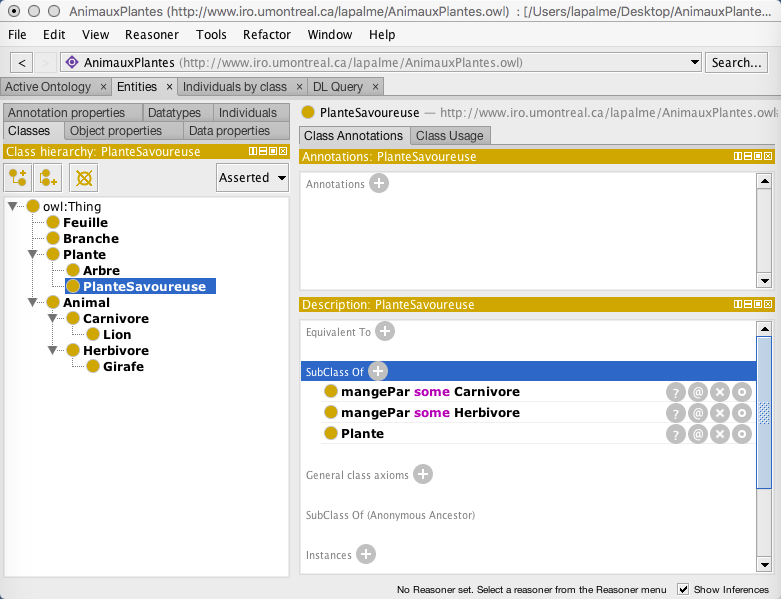 AnimauxPlantes (http://www.iro.umontreal.ca/lapalme/AnimauxPlantes.owl) : [/Users/lapalme/Desktop/AnimauxPlante...
File Edit View Reasoner Tools Refactor Window Help
< > AnimauxPlantes (http://www.iro.umontreal.ca/lapalme/AnimauxPlantes.owl) Search...
Active Ontology × Entities × Individuals by class × DL Query ×
Annotation properties Datatypes Individuals
Classes Object properties Data properties
Class hierarchy: PlanteSavoureuse
Asserted
owl:Thing
Feuille
Branche
Plante
Arbre
PlanteSavoureuse
Animal
Carnivore
Lion
Herbivore
Girafe
PlanteSavoureuse — http://www.iro.umontreal.ca/lapalme/AnimauxPlantes.owl#
Class Annotations Class Usage
Annotations: PlanteSavoureuse
Annotations +
Description: PlanteSavoureuse
Equivalent To +
SubClass Of +
mangePar some Carnivore ? @ × o
mangePar some Herbivore ? @ × o
Plante ? @ × o
General class axioms +
SubClass Of (Anonymous Ancestor)
Instances +
No Reasoner set. Select a reasoner from the Reasoner menu Show Inferences